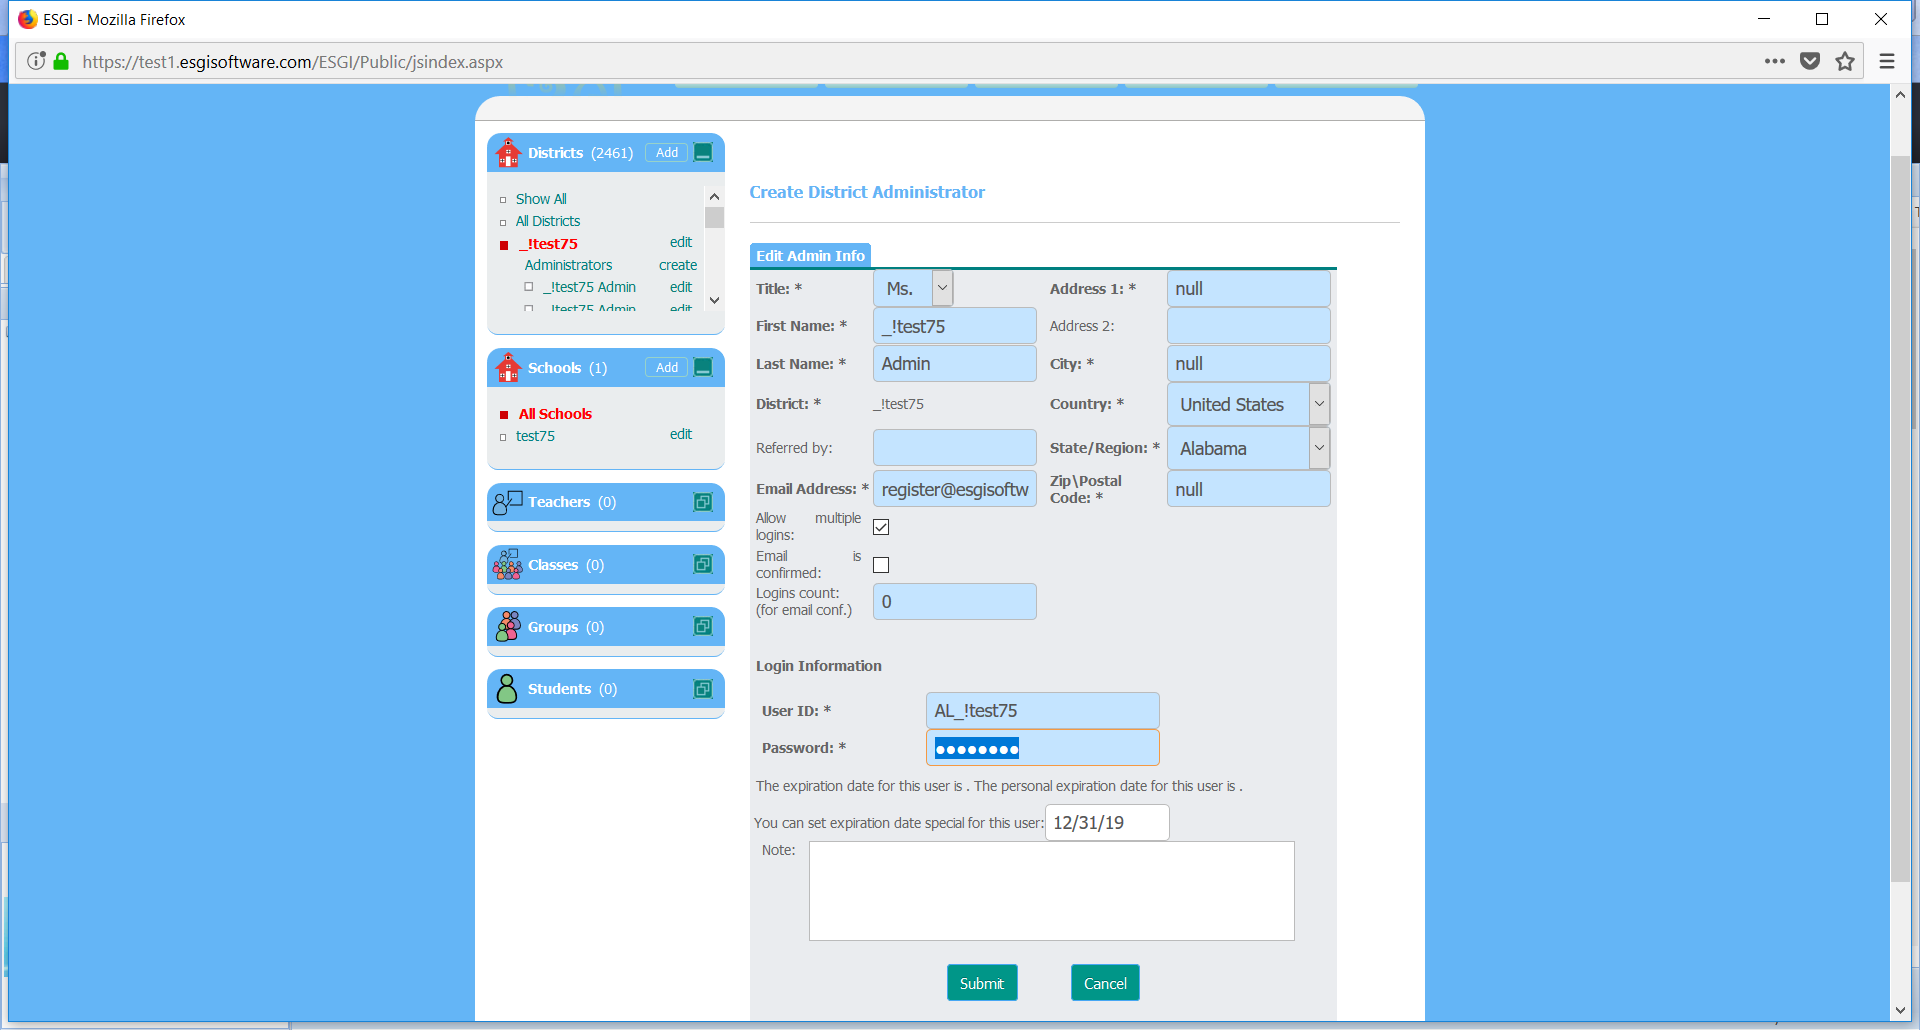 ESGI - Mozilla Firefox
https://test1.esgisoftware.com/ESGI/Public/jsindex.aspx
Districts (2461) Add
Show All
All Districts
_!test75 edit
Administrators create
_!test75 Admin edit
_!test75 Admin edit
Schools (1) Add
All Schools
test75 edit
Teachers (0)
Classes (0)
Groups (0)
Students (0)
Create District Administrator
Edit Admin Info
Title: * Ms. Address 1: * null
First Name: * _!test75 Address 2:
Last Name: * Admin City: * null
District: * _!test75 Country: * United States
Referred by: State/Region: * Alabama
Email Address: * register@esgisoftw Zip\Postal
Code: * null
Allow multiple
logins:
Email is
confirmed:
Logins count:
(for email conf.) 0
Login Information
User ID: * AL_!test75
Password: * ●●●●●●●●
The expiration date for this user is . The personal expiration date for this user is .
You can set expiration date special for this user: 12/31/19
Note:
Submit Cancel